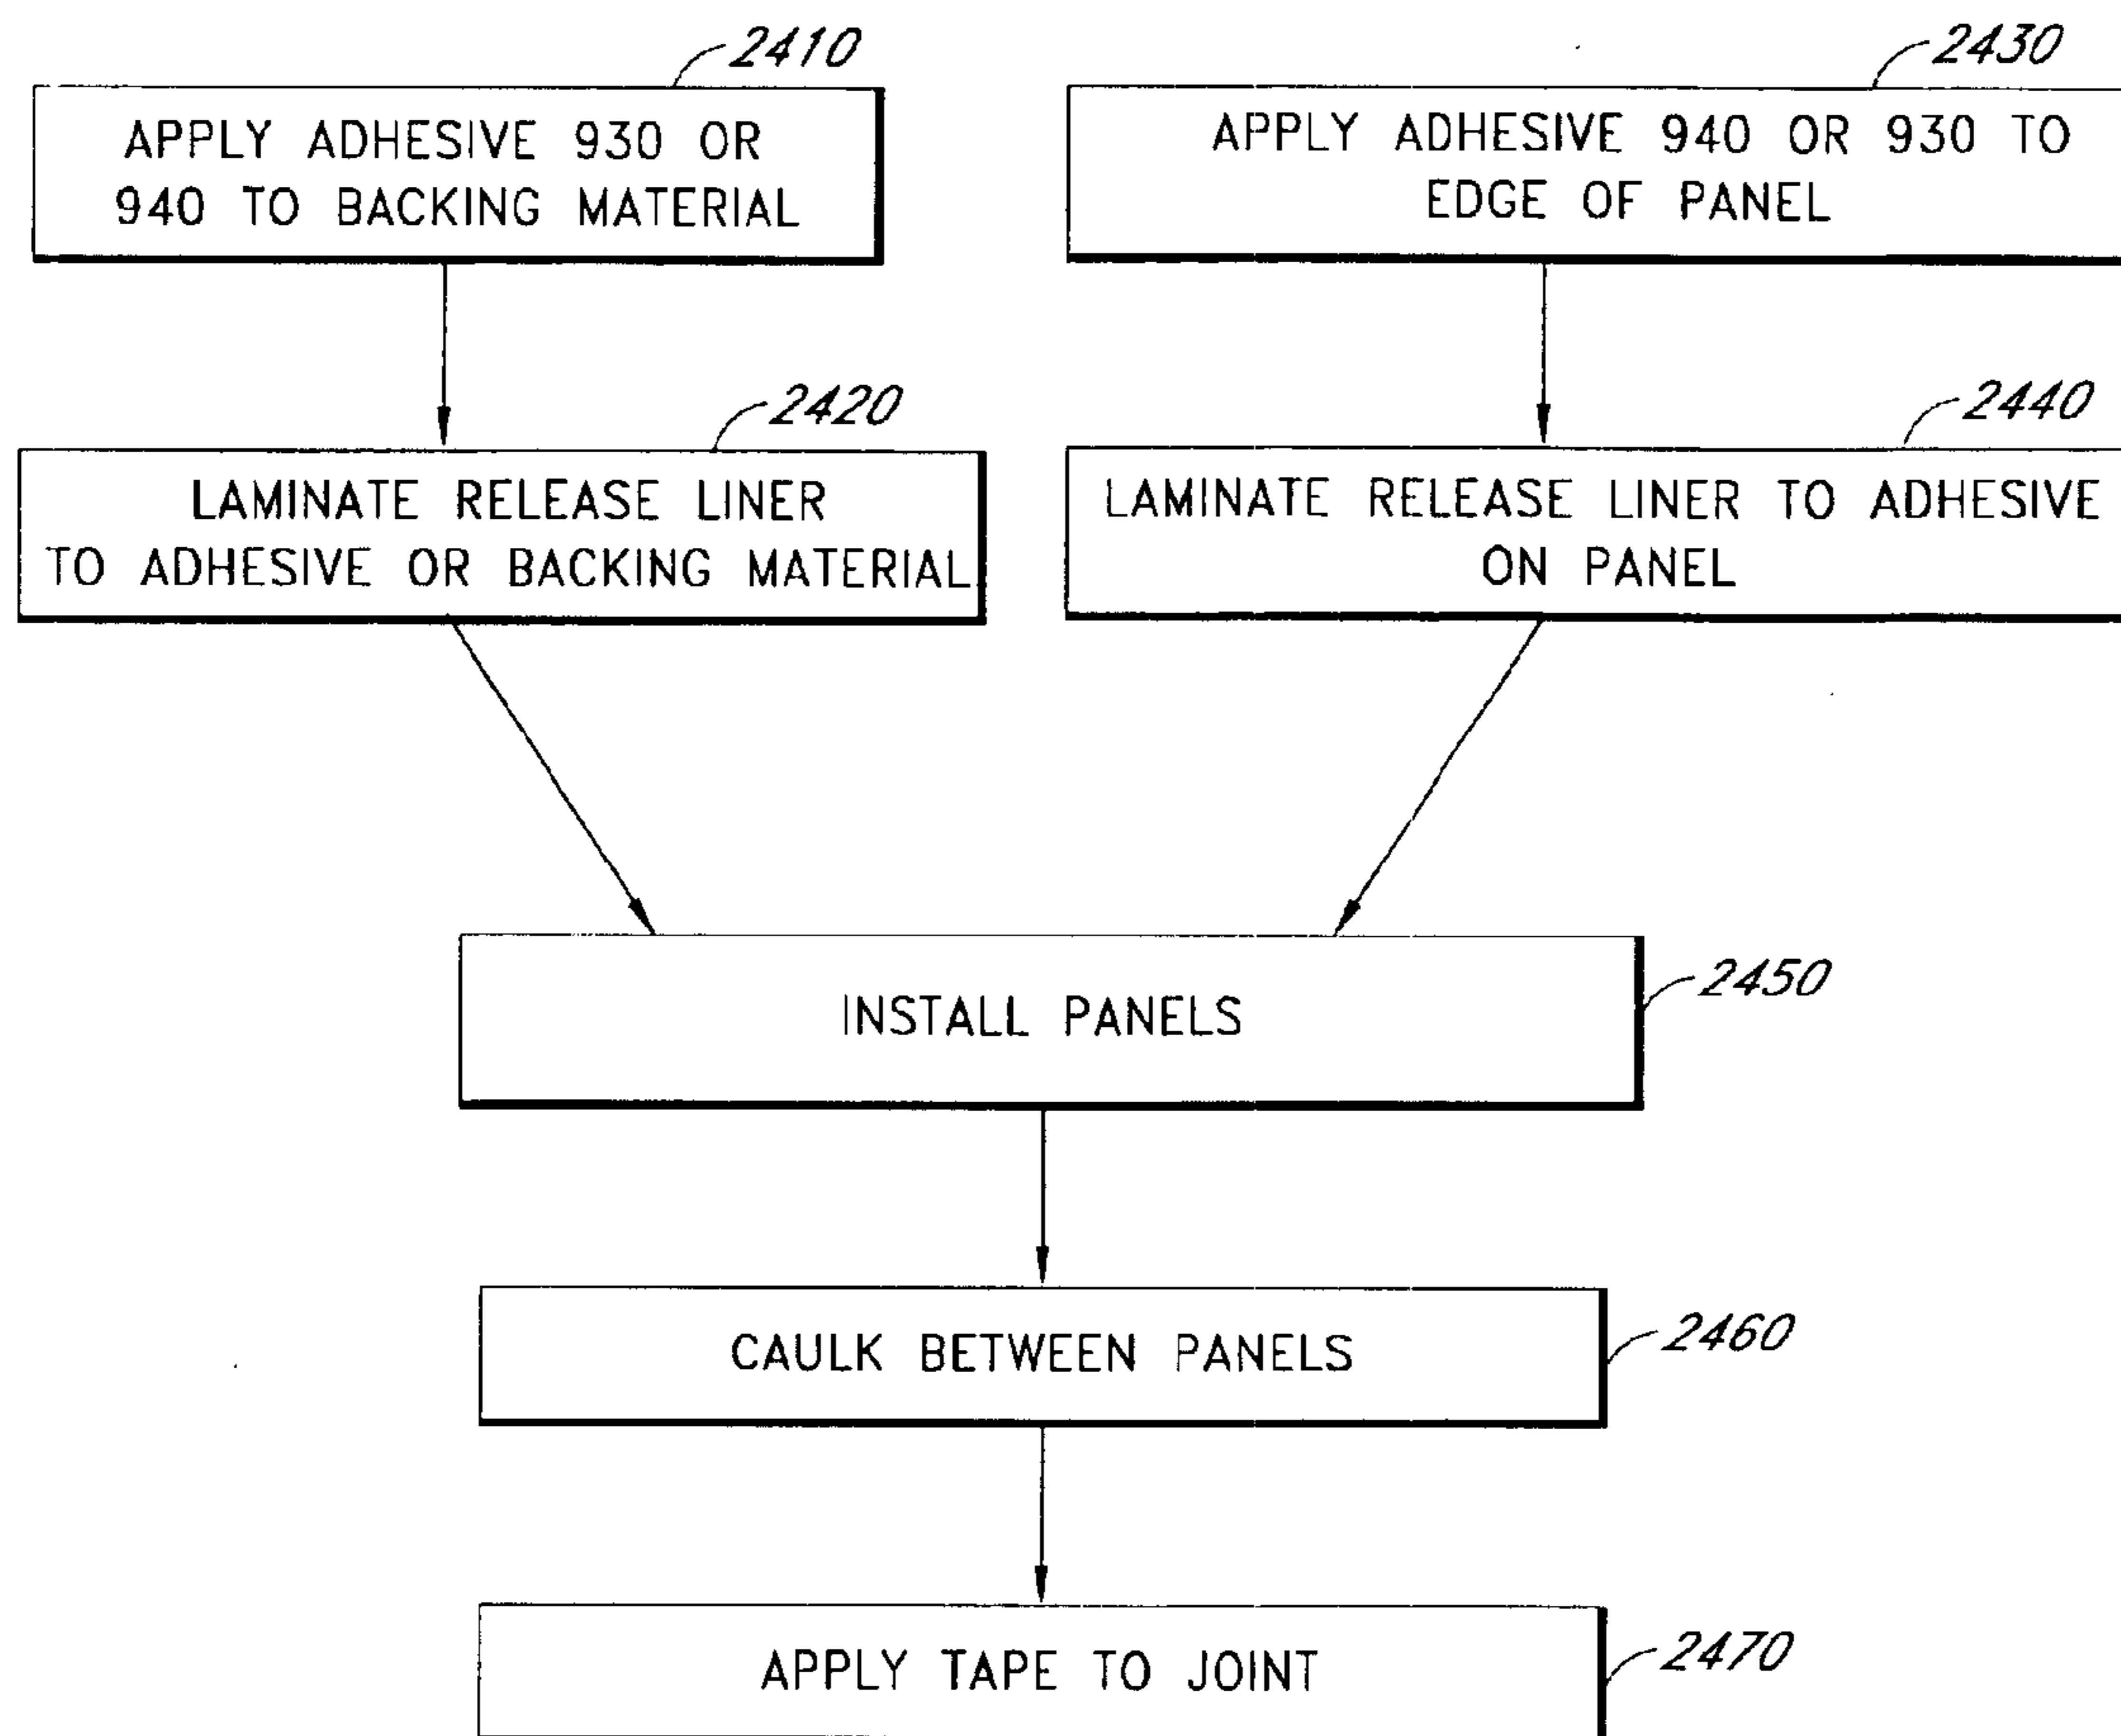 2410
APPLY ADHESIVE 930 OR
940 TO BACKING MATERIAL
2430
APPLY ADHESIVE 940 OR 930 TO
EDGE OF PANEL
2420
LAMINATE RELEASE LINER
TO ADHESIVE OR BACKING MATERIAL
2440
LAMINATE RELEASE LINER TO ADHESIVE
ON PANEL
INSTALL PANELS
2450
CAULK BETWEEN PANELS
2460
APPLY TAPE TO JOINT
2470